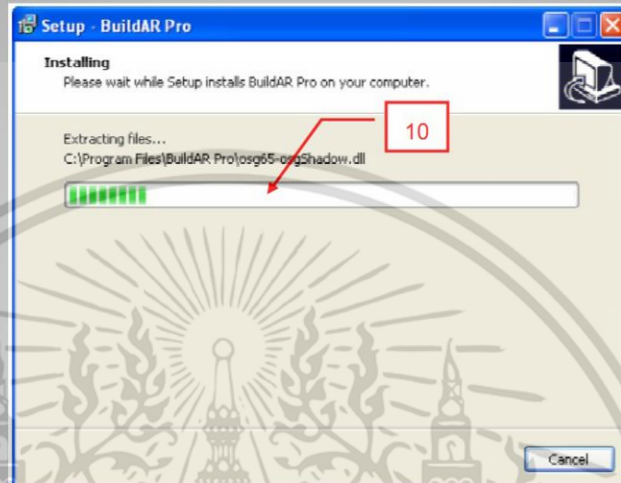 Setup - BuildAR Pro
Installing
Please wait while Setup installs BuildAR Pro on your computer.
10
Extracting files...
C:\Program Files\BuildAR Pro\osg65-osgShadow.dll
Cancel